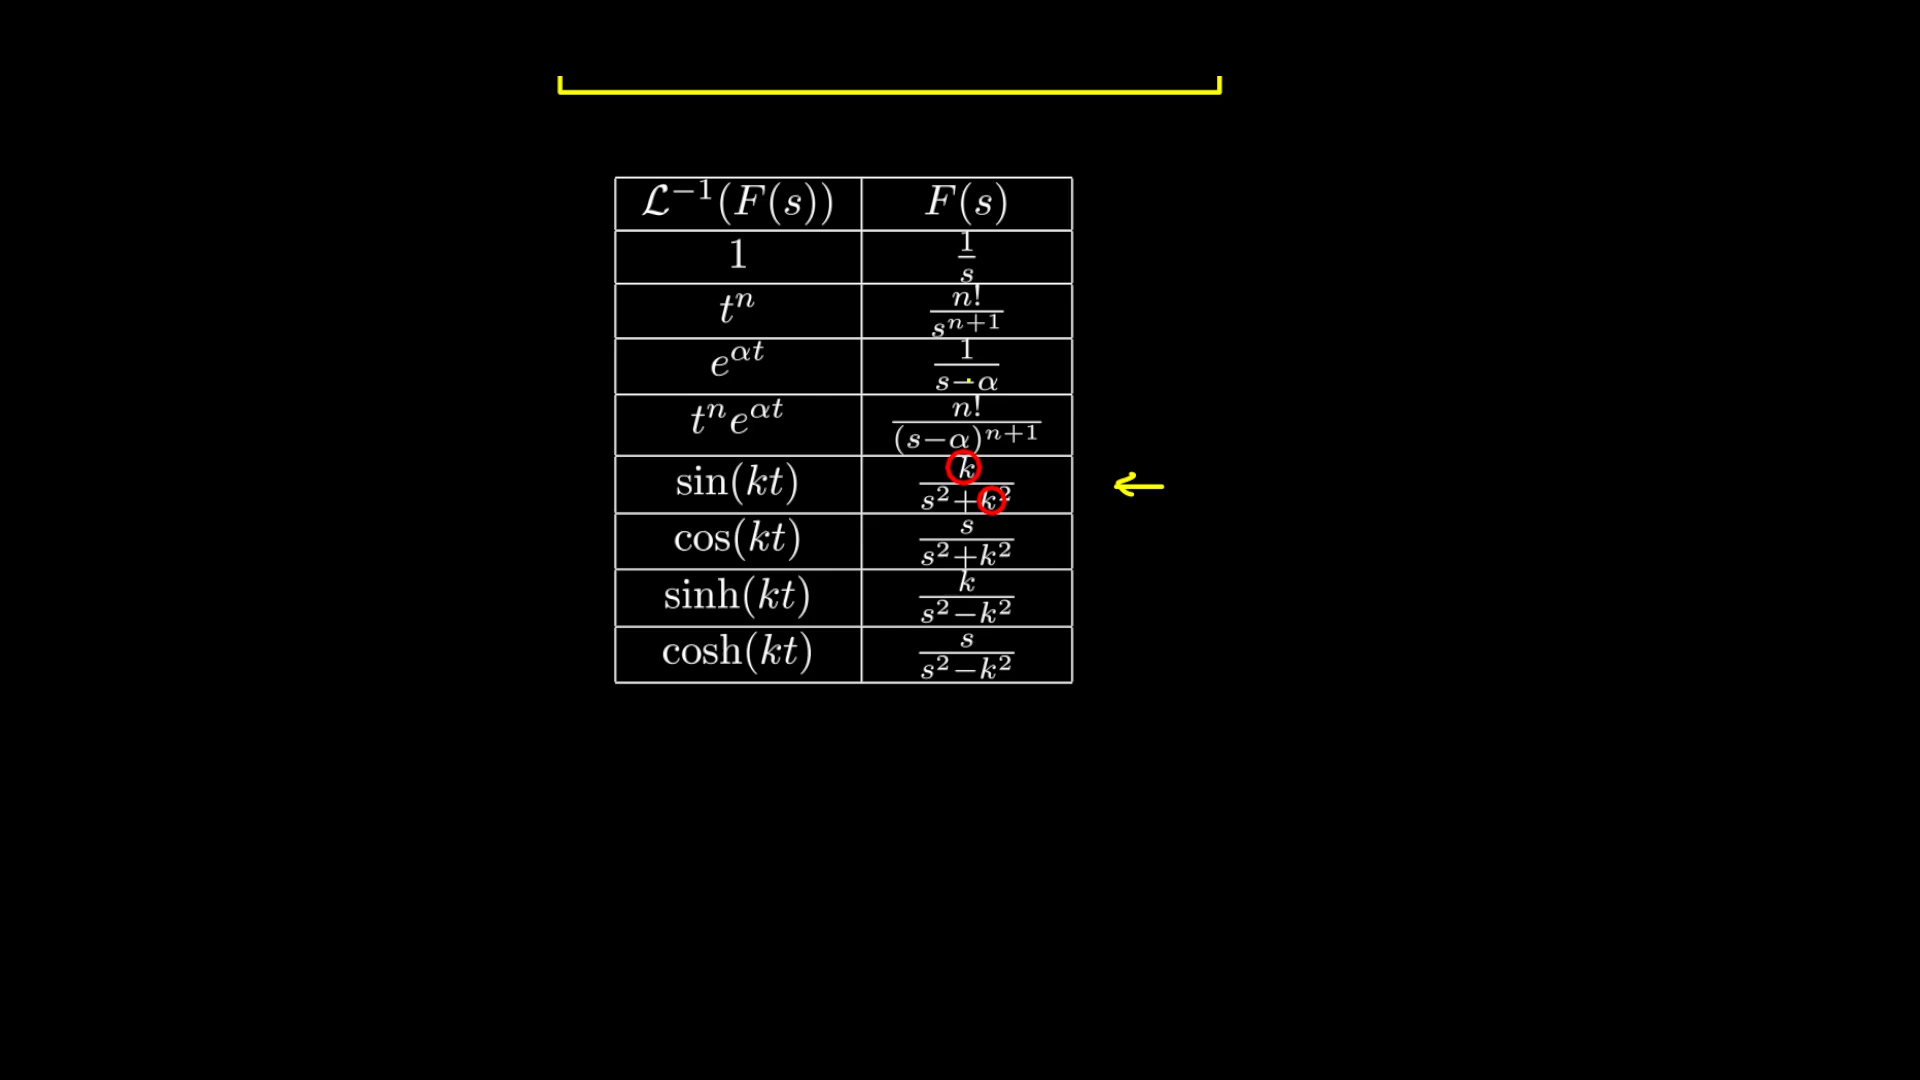 ℒ⁻¹(F(s)) F(s)
1 1/s
tⁿ n!/sⁿ⁺¹
e^{αt} 1/(s−α)
tⁿe^{αt} n!/(s−α)ⁿ⁺¹
sin(kt) k/(s²+k²)
cos(kt) s/(s²+k²)
sinh(kt) k/(s²−k²)
cosh(kt) s/(s²−k²)